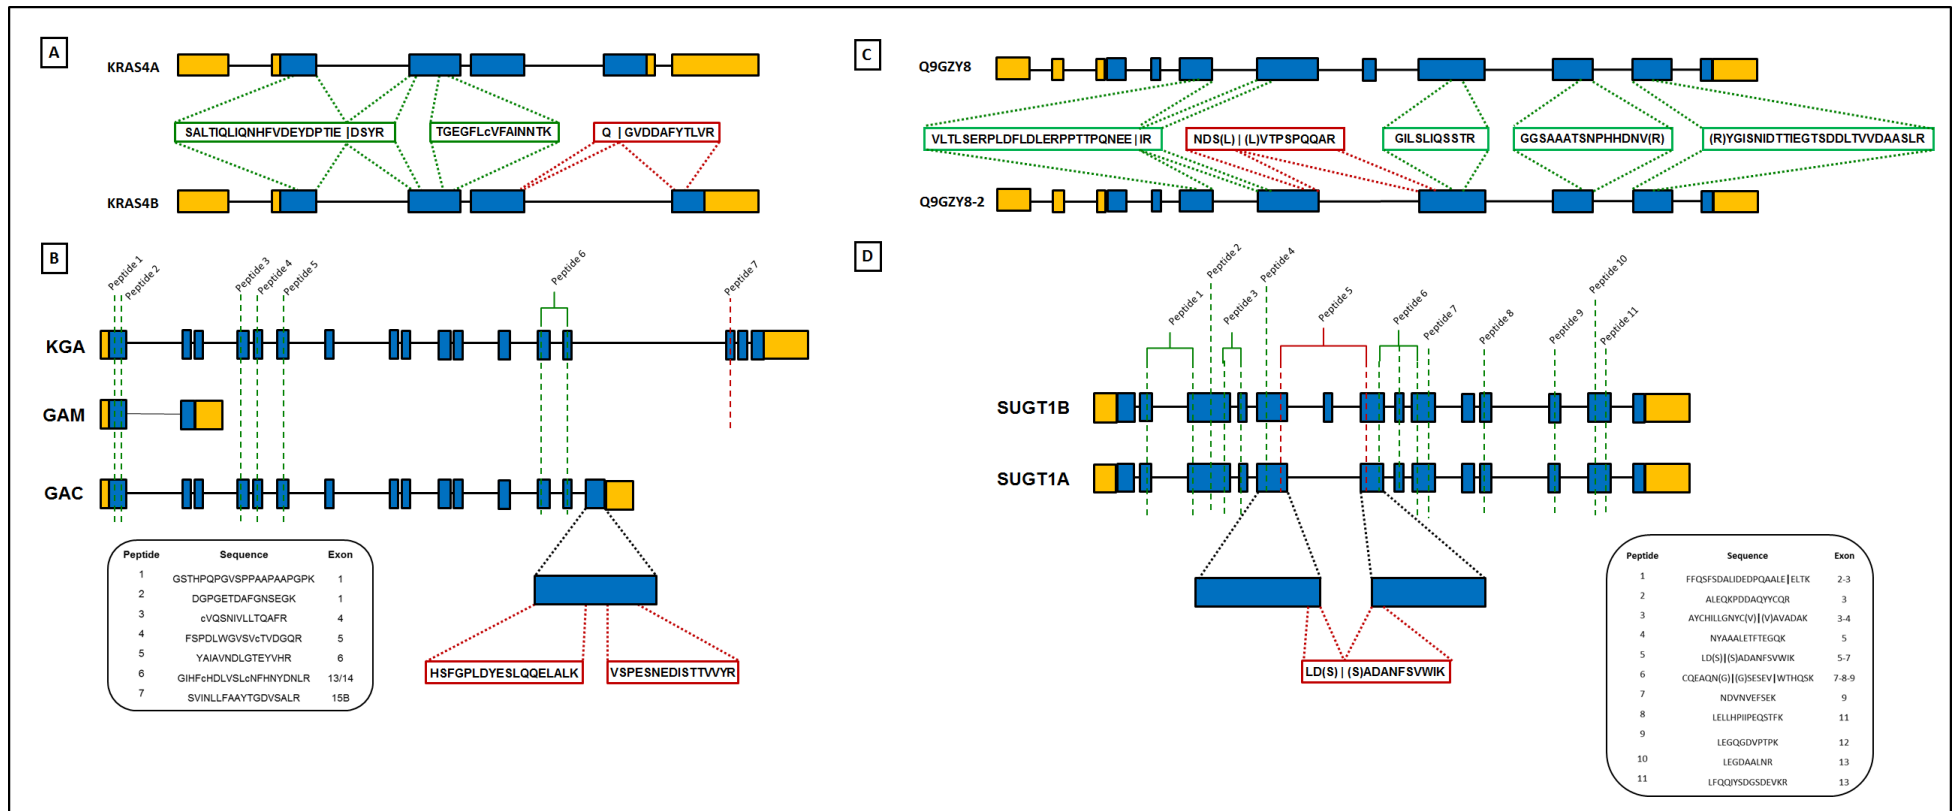 A
KRAS4A
SALTIQLIQNHFVDEYDPTIE |DSYR
TGEGFLcVFAINNTK
Q | GVDDAFYTLVR
KRAS4B
C
Q9GZY8
VLTLSERPLDFLDLERPPTTPQNEE|IR
NDS(L) | (L)VTPSPQQAR
GILSLIQSSTR
GGSAAATSNPHHDNV(R)
(R)YGISNIDTTIEGTSDDLTVVDAASLR
Q9GZY8-2
B
Peptide 1
Peptide 2
Peptide 3
Peptide 4
Peptide 5
Peptide 6
Peptide 7
KGA
GAM
GAC
Peptide Sequence Exon
1 GSTHPQPGVSPPAAPAAPGPK 1
2 DGPGETDAFGNSEGK 1
3 cVQSNIVLLTQAFR 4
4 FSPDLWGVSVcTVDGQR 5
5 YAIAVNDLGTEYVHR 6
6 GIHFcHDLVSLcNFHNYDNLR 13/14
7 SVINLLFAAYTGDVSALR 15B
HSFGPLDYESLQQELALK
VSPESNEDISTTVVYR
D
Peptide 1
Peptide 2
Peptide 3
Peptide 4
Peptide 5
Peptide 6
Peptide 7
Peptide 8
Peptide 9
Peptide 10
Peptide 11
SUGT1B
SUGT1A
LD(S) | (S)ADANFSVWIK
Peptide Sequence Exon
1 FFQSFSDALIDEDPQAALE|ELTK 2-3
2 ALEQKPDDAQYYCQR 3
3 AYCHILLGNYC(V)|(V)AVADAK 3-4
4 NYAAALETFTEGQK 5
5 LD(S)|(S)ADANFSVWIK 5-7
6 CQEAQN(G)|(G)SESEV|WTHQSK 7-8-9
7 NDVNVEFSEK 9
8 LELLHPIIPEQSTFK 11
9 LEGQGDVPTPK 12
10 LEGDAALNR 13
11 LFQQIYSDGSDEVKR 13